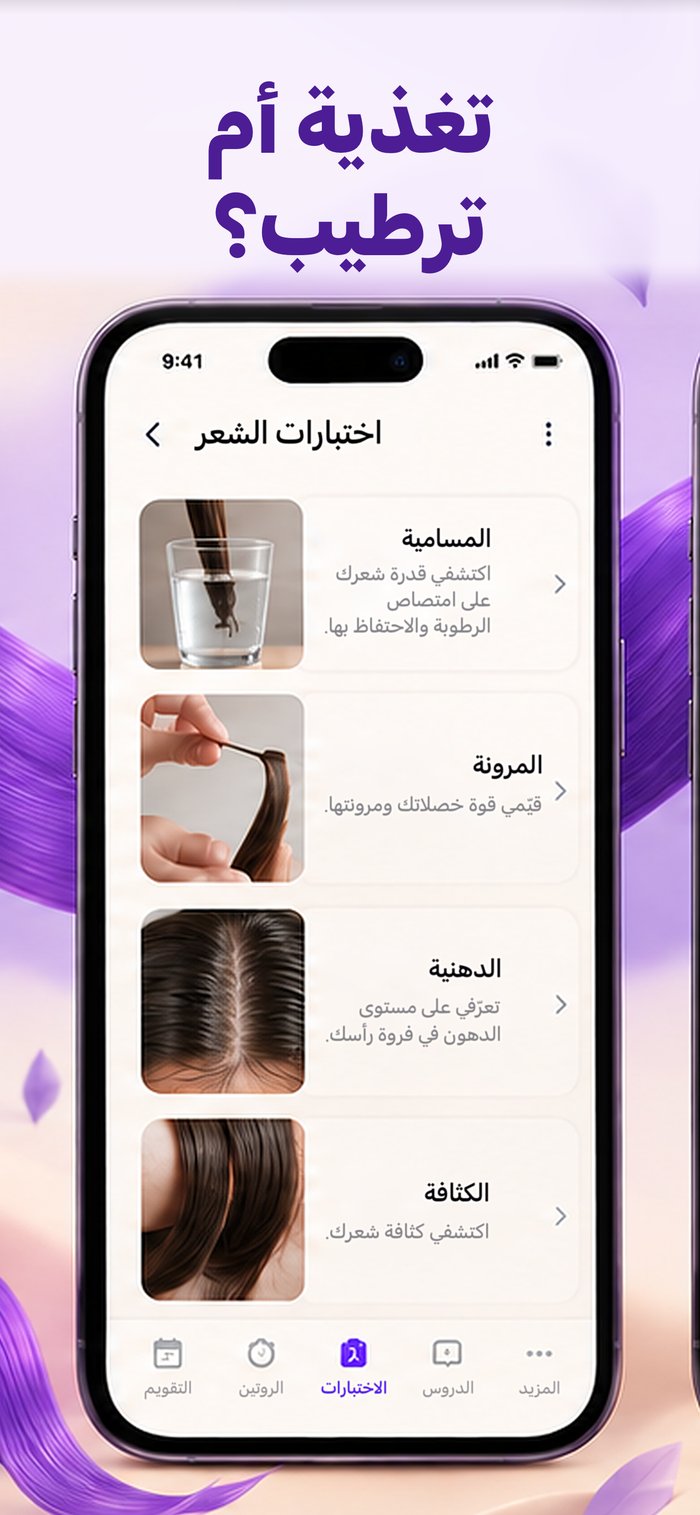 تغذية أم
ترطيب؟
9:41
اختبارات الشعر
المسامية
اكتشفي قدرة شعرك
على امتصاص
الرطوبة والاحتفاظ بها.
المرونة
قيّمي قوة خصلاتك ومرونتها.
الدهنية
تعرّفي على مستوى
الدهون في فروة رأسك.
الكثافة
اكتشفي كثافة شعرك.
المزيد
الدروس
الاختبارات
الروتين
التقويم